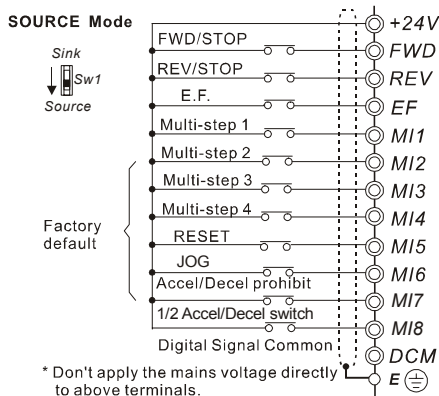 SOURCE Mode
Sink
Sw1
Source
+24V
FWD/STOP
FWD
REV/STOP
REV
E.F.
EF
Multi-step 1
MI1
Multi-step 2
MI2
Multi-step 3
MI3
Multi-step 4
MI4
Factory
default
RESET
MI5
JOG
MI6
Accel/Decel prohibit
MI7
1/2 Accel/Decel switch
MI8
Digital Signal Common
DCM
* Don't apply the mains voltage directly
to above terminals.
E